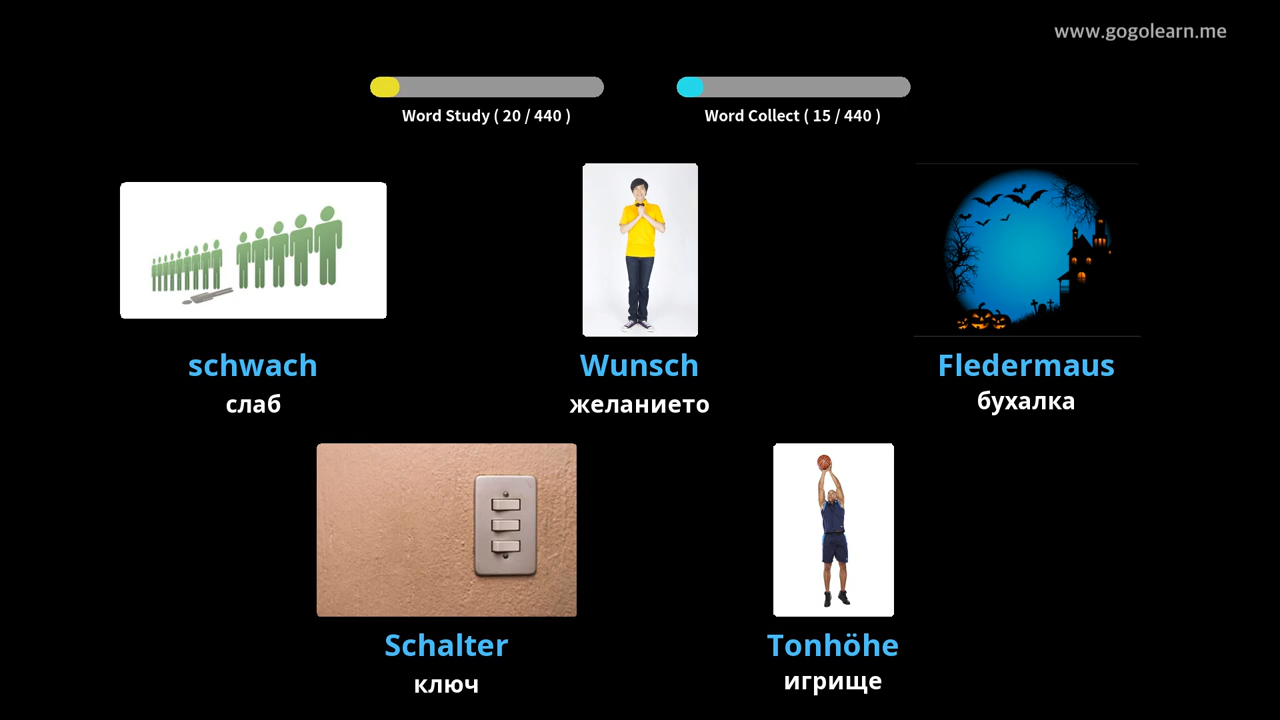 www.gogolearn.me
Word Study ( 20 / 440 )
Word Collect ( 15 / 440 )
schwach
слаб
Wunsch
желанието
Fledermaus
бухалка
Schalter
ключ
Tonhöhe
игрище